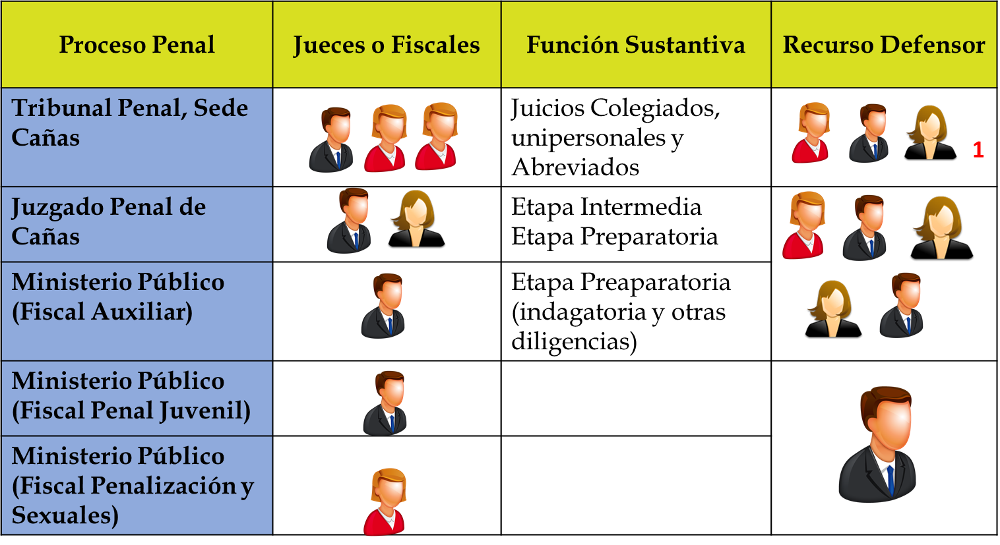 Proceso Penal
Jueces o Fiscales
Función Sustantiva
Recurso Defensor
Tribunal Penal, Sede
Cañas
Juicios Colegiados,
unipersonales y
Abreviados
1
Juzgado Penal de
Cañas
Etapa Intermedia
Etapa Preparatoria
Ministerio Público
(Fiscal Auxiliar)
Etapa Preaparatoria
(indagatoria y otras
diligencias)
Ministerio Público
(Fiscal Penal Juvenil)
Ministerio Público
(Fiscal Penalización y
Sexuales)